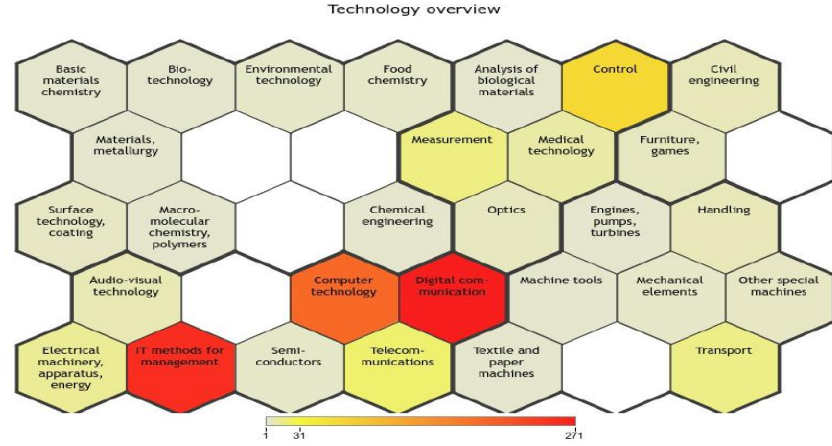 Technology overview
Basic
materials
chemistry
Bio-
technology
Environmental
technology
Food
chemistry
Analysis of
biological
materials
Control
Civil
engineering
Materials,
metallurgy
Measurement
Medical
technology
Furniture,
games
Surface
technology,
coating
Macro-
molecular
chemistry,
polymers
Chemical
engineering
Optics
Engines,
pumps,
turbines
Handling
Audio-visual
technology
Computer
technology
Digital com-
munication
Machine tools
Mechanical
elements
Other special
machines
Electrical
machinery,
apparatus,
energy
IT methods for
management
Semi-
conductors
Telecom-
munications
Textile and
paper
machines
Transport
1 31 271